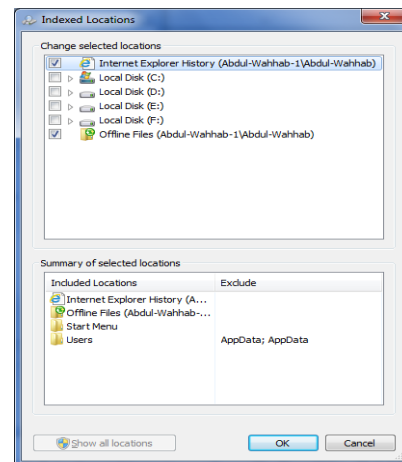 Indexed Locations
Change selected locations
Internet Explorer History (Abdul-Wahhab-1\Abdul-Wahhab)
Local Disk (C:)
Local Disk (D:)
Local Disk (E:)
Local Disk (F:)
Offline Files (Abdul-Wahhab-1\Abdul-Wahhab)
Summary of selected locations
Included Locations Exclude
Internet Explorer History (A...
Offline Files (Abdul-Wahhab-...
Start Menu
Users AppData; AppData
Show all locations OK Cancel